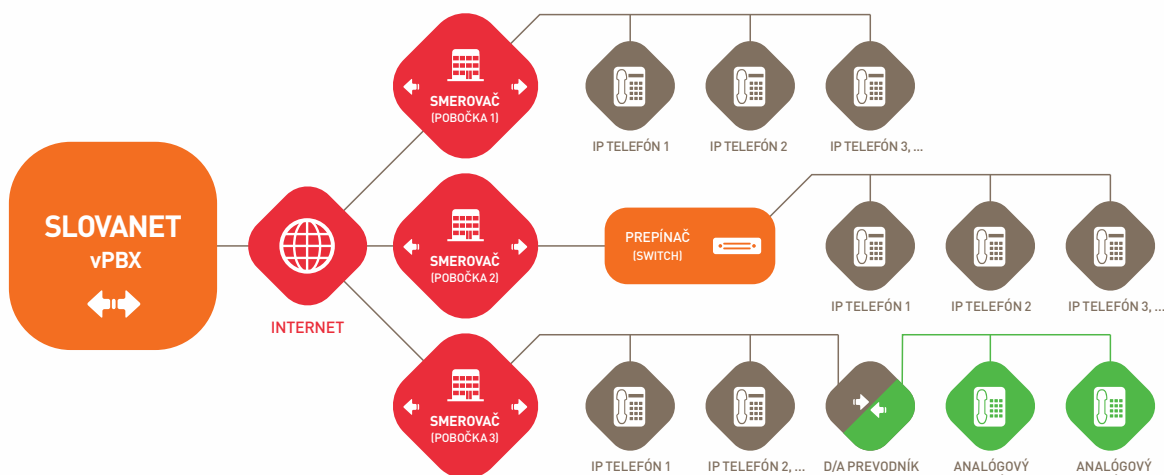 SMEROVAČ
(POBOČKA 1)
IP TELEFÓN 1
IP TELEFÓN 2
IP TELEFÓN 3, ...
SLOVANET
vPBX
INTERNET
SMEROVAČ
(POBOČKA 2)
PREPÍNAČ
(SWITCH)
IP TELEFÓN 1
IP TELEFÓN 2
IP TELEFÓN 3, ...
SMEROVAČ
(POBOČKA 3)
IP TELEFÓN 1
IP TELEFÓN 2, ...
D/A PREVODNÍK
ANALÓGOVÝ
ANALÓGOVÝ